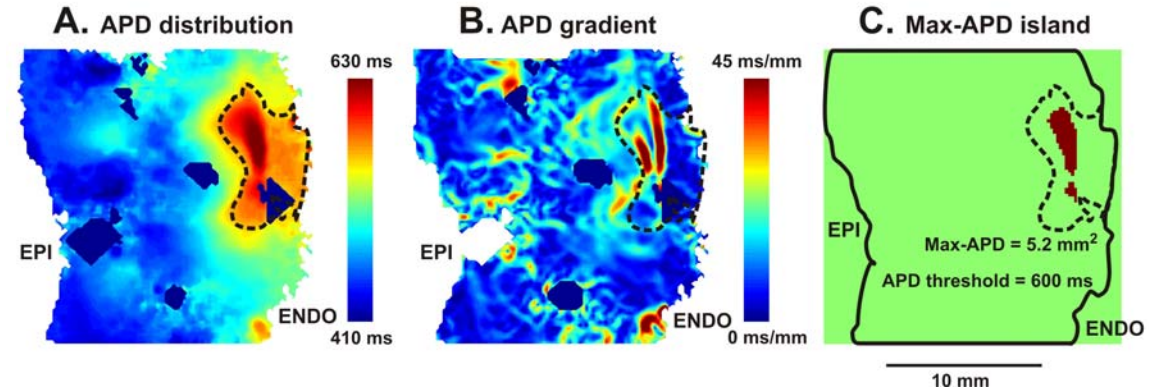 A. APD distribution
630 ms
EPI
ENDO
410 ms
B. APD gradient
45 ms/mm
EPI
ENDO
0 ms/mm
C. Max-APD island
EPI
Max-APD = 5.2 mm²
APD threshold = 600 ms
ENDO
10 mm